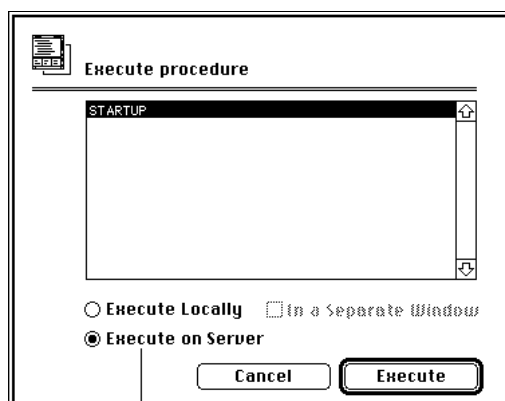 Execute procedure
STARTUP
Execute Locally In a Separate Window
Execute on Server
Cancel Execute